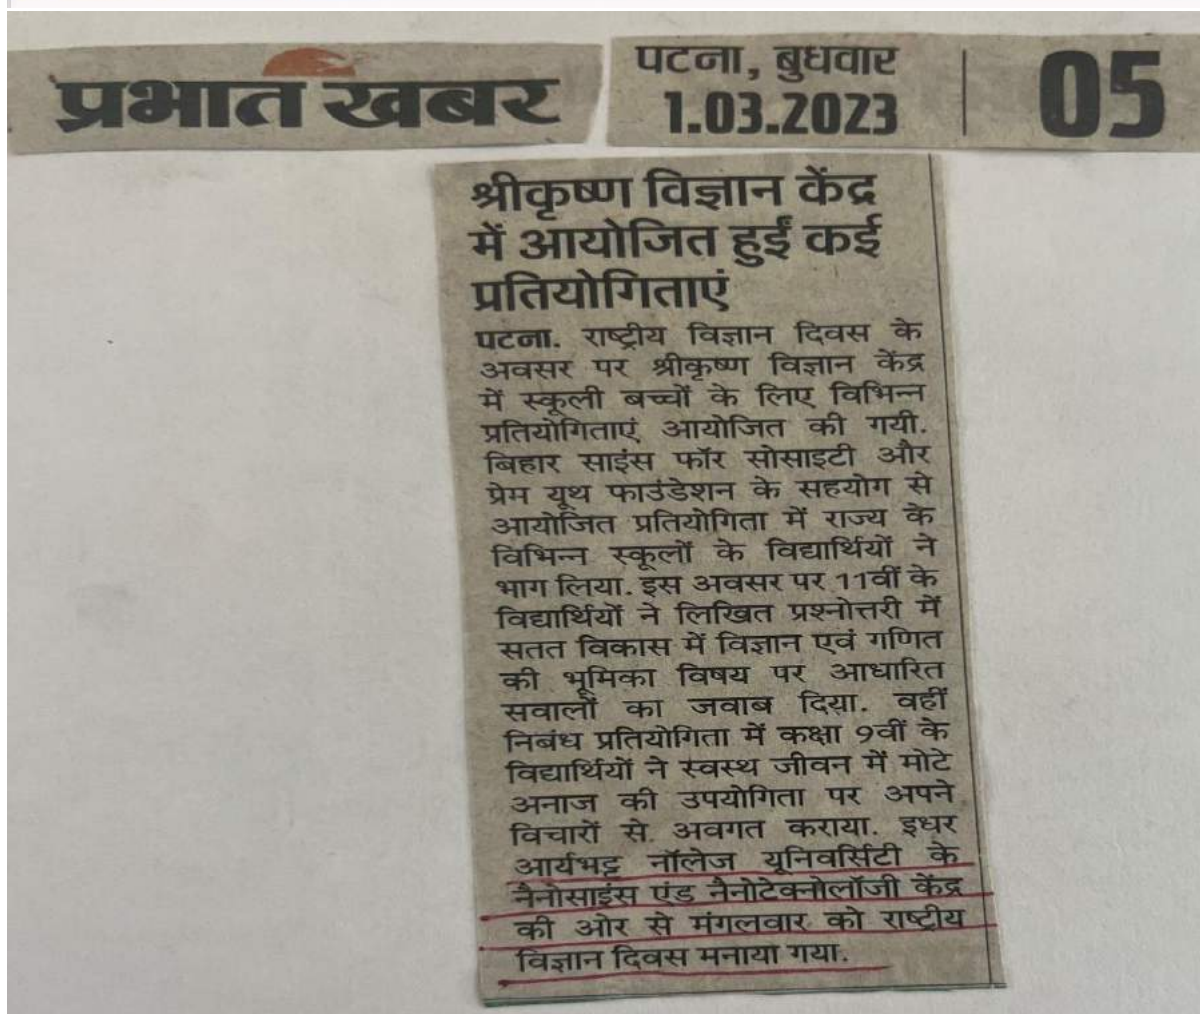 प्रभात खबर
पटना, बुधवार
1.03.2023
05
श्रीकृष्ण विज्ञान केंद्र
में आयोजित हुईं कई
प्रतियोगिताएं
पटना. राष्ट्रीय विज्ञान दिवस के
अवसर पर श्रीकृष्ण विज्ञान केंद्र
में स्कूली बच्चों के लिए विभिन्न
प्रतियोगिताएं आयोजित की गयी.
बिहार साइंस फॉर सोसाइटी और
प्रेम यूथ फाउंडेशन के सहयोग से
आयोजित प्रतियोगिता में राज्य के
विभिन्न स्कूलों के विद्यार्थियों ने
भाग लिया. इस अवसर पर 11वीं के
विद्यार्थियों ने लिखित प्रश्नोत्तरी में
सतत विकास में विज्ञान एवं गणित
की भूमिका विषय पर आधारित
सवालों का जवाब दिया. वहीं
निबंध प्रतियोगिता में कक्षा 9वीं के
विद्यार्थियों ने स्वस्थ जीवन में मोटे
अनाज की उपयोगिता पर अपने
विचारों से अवगत कराया. इधर
आर्यभट्ट नॉलेज यूनिवर्सिटी के
नैनोसाइंस एंड नैनोटेक्नोलॉजी केंद्र
की ओर से मंगलवार को राष्ट्रीय
विज्ञान दिवस मनाया गया.